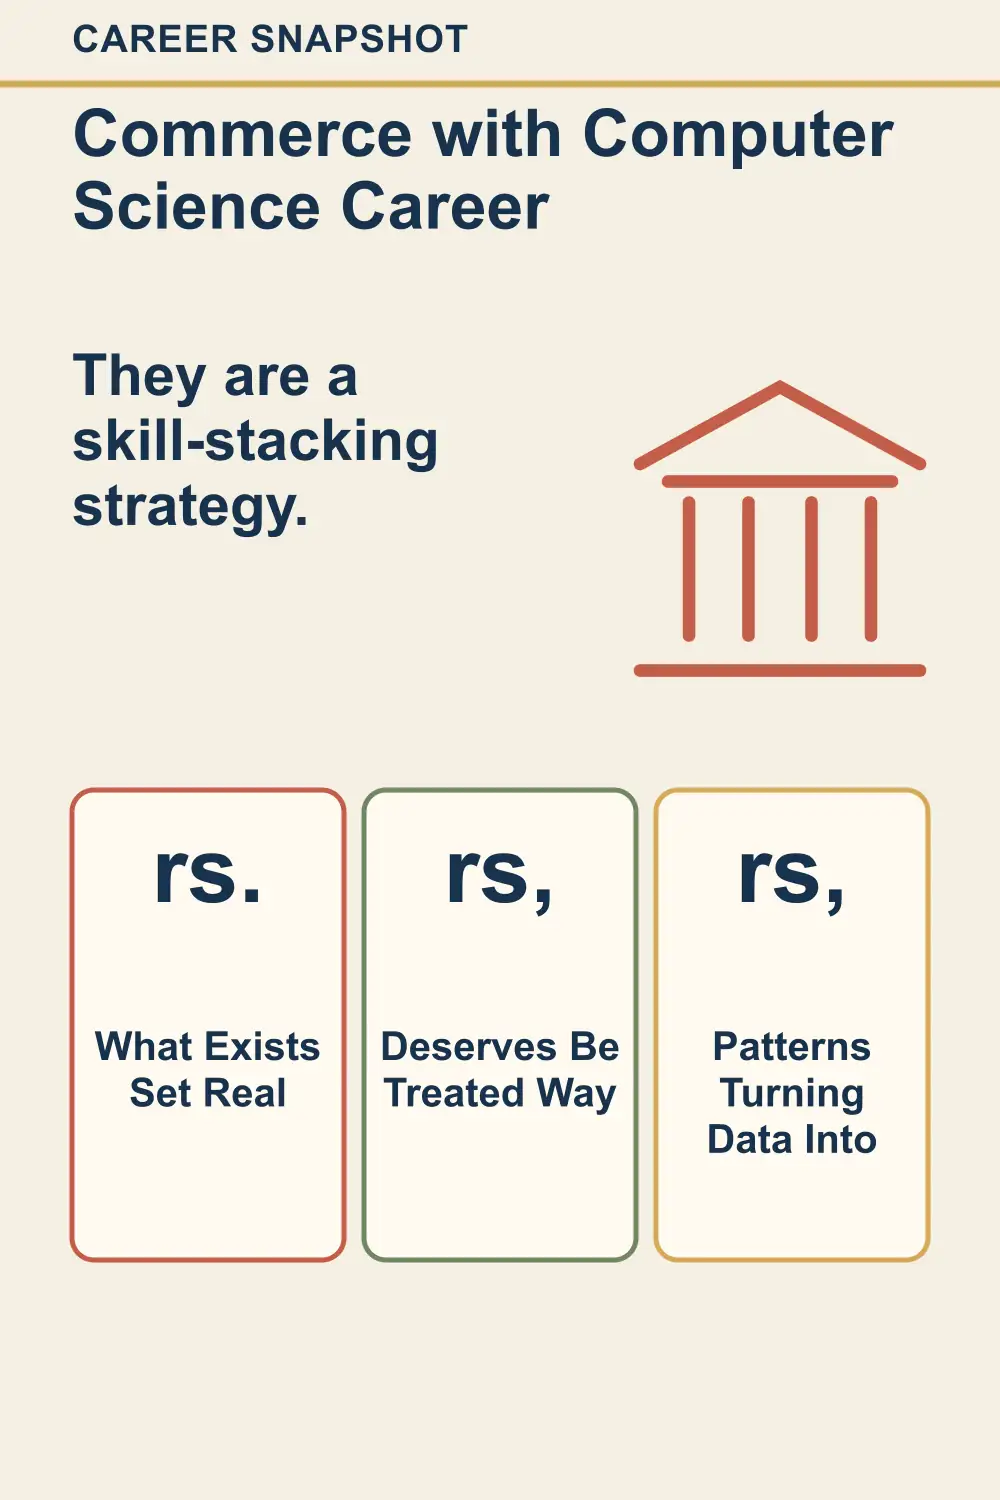 CAREER SNAPSHOT
Commerce with Computer
Science Career
They are a
skill-stacking
strategy.
rs.
What Exists
Set Real
rs,
Deserves Be
Treated Way
rs,
Patterns
Turning
Data Into